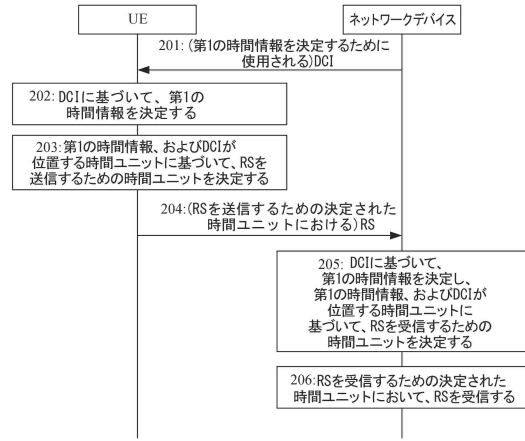 UE
ネットワークデバイス
201: (第1の時間情報を決定するために
使用される)DCI
202: DCIに基づいて、第1の
時間情報を決定する
203: 第1の時間情報、およびDCIが
位置する時間ユニットに基づいて、RSを
送信するための時間ユニットを決定する
204: (RSを送信するための決定された
時間ユニットにおける)RS
205: DCIに基づいて、
第1の時間情報を決定し、
第1の時間情報、およびDCIが
位置する時間ユニットに
基づいて、RSを受信するための
時間ユニットを決定する
206: RSを受信するための決定された
時間ユニットにおいて、RSを受信する